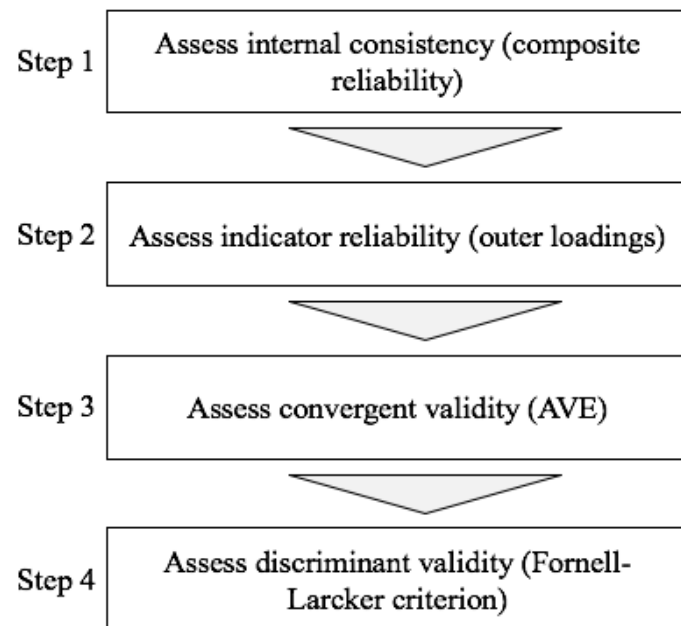 Step 1
Assess internal consistency (composite
reliability)
Step 2
Assess indicator reliability (outer loadings)
Step 3
Assess convergent validity (AVE)
Step 4
Assess discriminant validity (Fornell-
Larcker criterion)